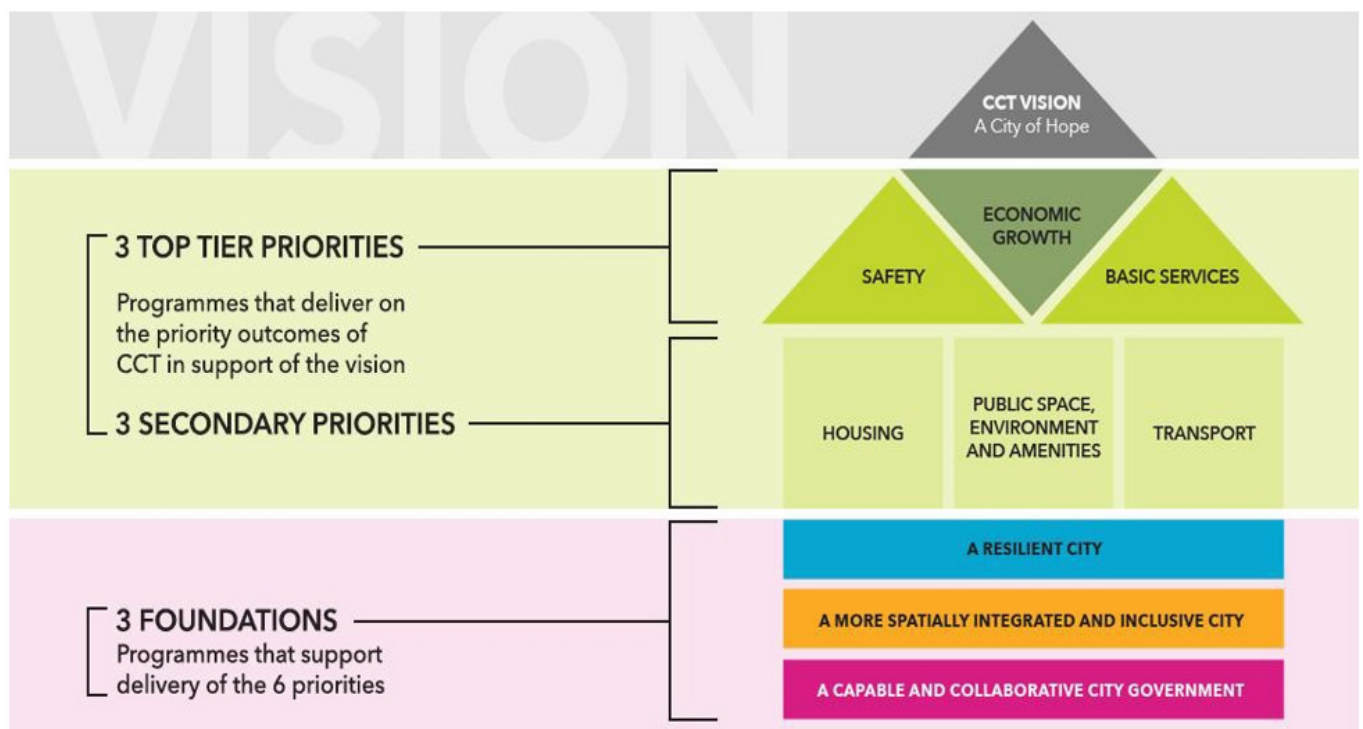 VISION
CCT VISION
A City of Hope
3 TOP TIER PRIORITIES
Programmes that deliver on
the priority outcomes of
CCT in support of the vision
3 SECONDARY PRIORITIES
ECONOMIC
GROWTH
SAFETY
BASIC SERVICES
HOUSING
PUBLIC SPACE,
ENVIRONMENT
AND AMENITIES
TRANSPORT
3 FOUNDATIONS
Programmes that support
delivery of the 6 priorities
A RESILIENT CITY
A MORE SPATIALLY INTEGRATED AND INCLUSIVE CITY
A CAPABLE AND COLLABORATIVE CITY GOVERNMENT